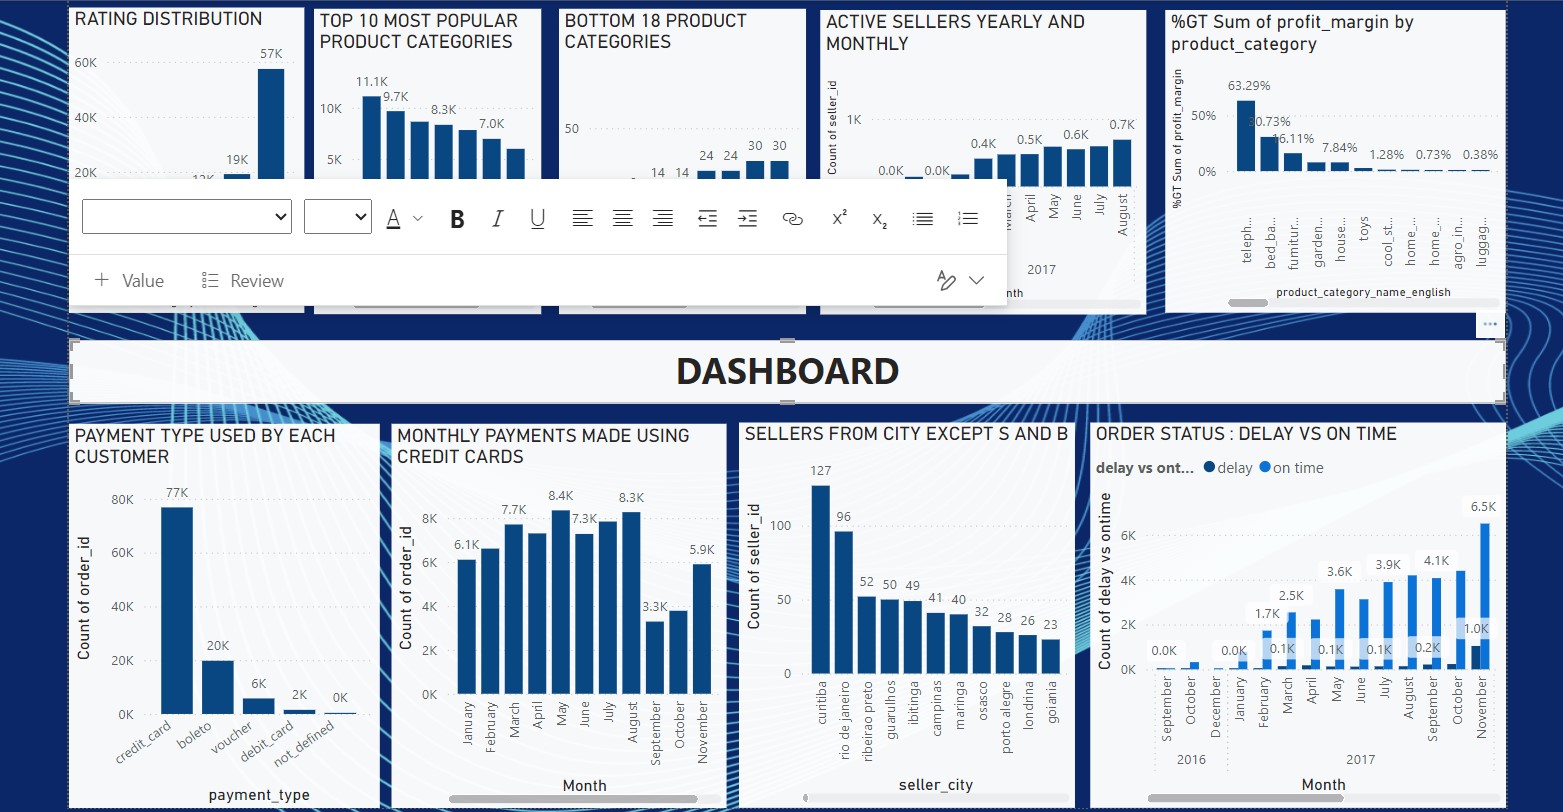 RATING DISTRIBUTION
60K
40K
20K
57K
19K
TOP 10 MOST POPULAR
PRODUCT CATEGORIES
10K
5K
11.1K
9.7K
8.3K
7.0K
BOTTOM 18 PRODUCT
CATEGORIES
50
14
14
24
24
30
30
ACTIVE SELLERS YEARLY AND
MONTHLY
Count of seller_id
1K
0.0K
0.0K
0.4K
0.5K
0.6K
0.7K
April
May
June
July
August
2017
%GT Sum of profit_margin by
product_category
%GT Sum of profit_margin
50%
0%
63.29%
16.11%
7.84%
1.28%
0.73%
0.38%
teleph...
bed_ba...
furnitur...
garden...
house...
toys
cool_st...
home_...
home_...
agro_in...
luggag...
product_category_name_english
A
B
I
U
X²
X₂
+ Value
Review
DASHBOARD
PAYMENT TYPE USED BY EACH
CUSTOMER
Count of order_id
80K
60K
40K
20K
0K
77K
20K
6K
2K
0K
credit_card
boleto
voucher
debit_card
not_defined
payment_type
MONTHLY PAYMENTS MADE USING
CREDIT CARDS
Count of order_id
8K
6K
4K
2K
0K
6.1K
7.7K
8.4K
7.3K
8.3K
3.3K
5.9K
January
February
March
April
May
June
July
August
September
October
November
Month
SELLERS FROM CITY EXCEPT S AND B
Count of seller_id
100
50
0
127
96
52
50
49
41
40
32
28
26
23
curitiba
rio de janeiro
ribeirao preto
guarulhos
ibitinga
campinas
maringa
osasco
porto alegre
londrina
goiania
seller_city
ORDER STATUS : DELAY VS ON TIME
delay vs ont... delay on time
Count of delay vs ontime
6K
4K
2K
0K
0.0K
0.0K
1.7K
2.5K
0.1K
3.6K
0.1K
3.9K
0.1K
4.1K
0.2K
6.5K
1.0K
September
October
December
January
February
March
April
May
June
July
August
September
October
November
2016
2017
Month